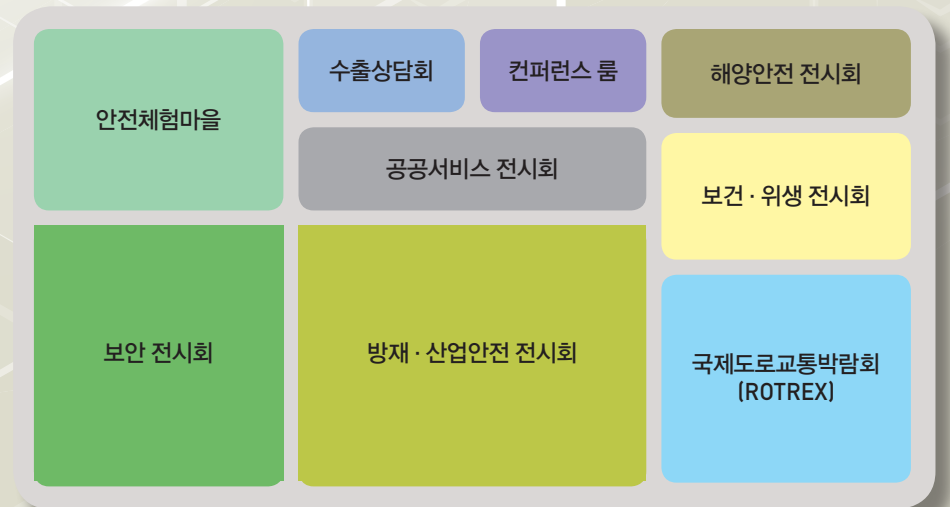 안전체험마을
수출상담회
컨퍼런스 룸
해양안전 전시회
공공서비스 전시회
보건 · 위생 전시회
보안 전시회
방재 · 산업안전 전시회
국제도로교통박람회
(ROTREX)